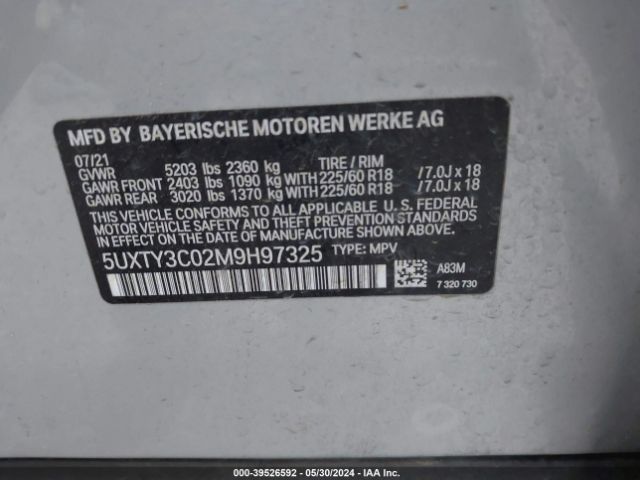 MFD BY BAYERISCHE MOTOREN WERKE AG
07/21 TIRE / RIM
GVWR 5203 lbs 2360 kg
GAWR FRONT 2403 lbs 1090 kg WITH 225/60 R18 /7.0J x 18
GAWR REAR 3020 lbs 1370 kg WITH 225/60 R18 /7.0J x 18
THIS VEHICLE CONFORMS TO ALL APPLICABLE U. S. FEDERAL
MOTOR VEHICLE SAFETY, BUMPER, AND THEFT PREVENTION STANDARDS
IN EFFECT ON THE DATE OF MANUFACTURE SHOWN ABOVE.
5UXTY3C02M9H97325 TYPE: MPV
A83M
7 320 730
000-39526592 - 05/30/2024 - IAA Inc.